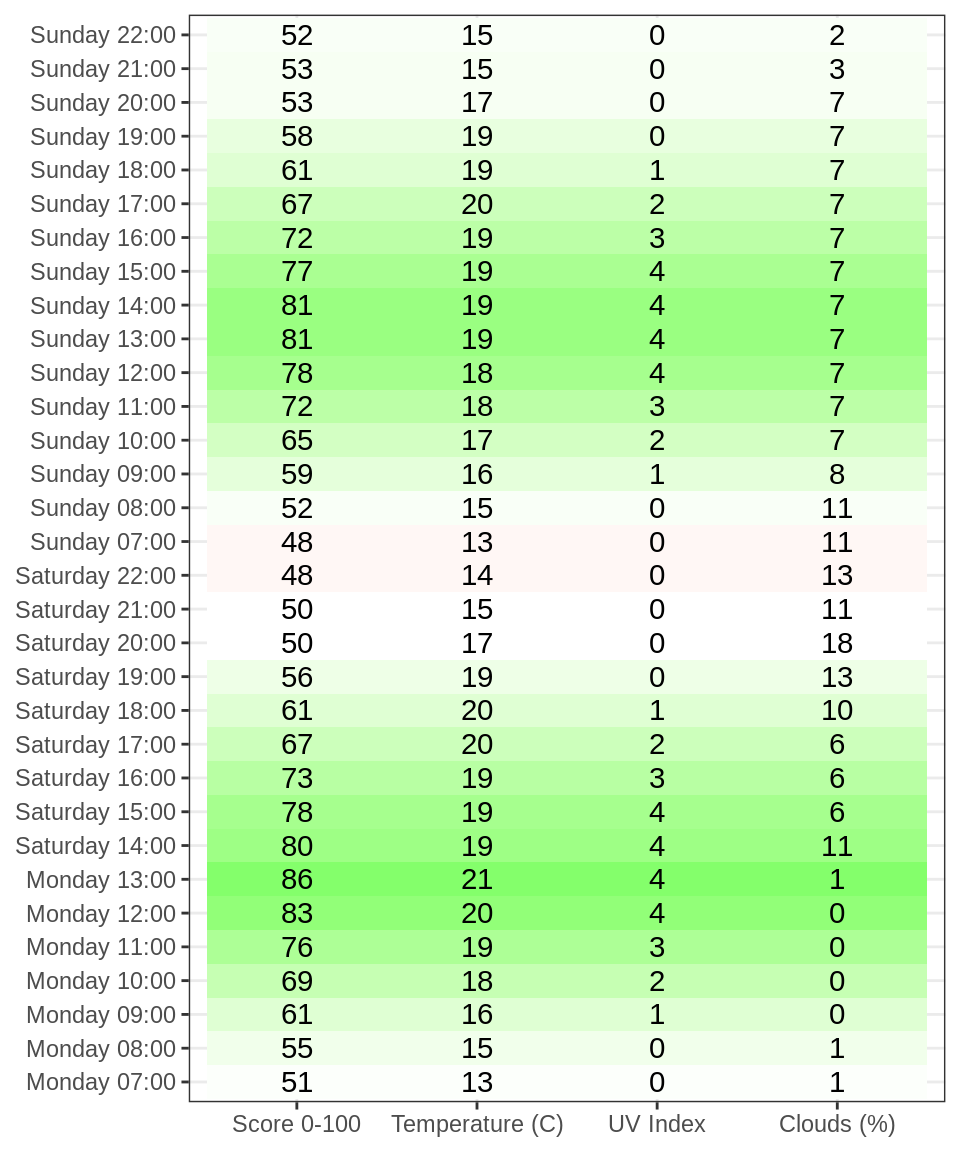 Sunday 22:00 52 15 0 2
Sunday 21:00 53 15 0 3
Sunday 20:00 53 17 0 7
Sunday 19:00 58 19 0 7
Sunday 18:00 61 19 1 7
Sunday 17:00 67 20 2 7
Sunday 16:00 72 19 3 7
Sunday 15:00 77 19 4 7
Sunday 14:00 81 19 4 7
Sunday 13:00 81 19 4 7
Sunday 12:00 78 18 4 7
Sunday 11:00 72 18 3 7
Sunday 10:00 65 17 2 7
Sunday 09:00 59 16 1 8
Sunday 08:00 52 15 0 11
Sunday 07:00 48 13 0 11
Saturday 22:00 48 14 0 13
Saturday 21:00 50 15 0 11
Saturday 20:00 50 17 0 18
Saturday 19:00 56 19 0 13
Saturday 18:00 61 20 1 10
Saturday 17:00 67 20 2 6
Saturday 16:00 73 19 3 6
Saturday 15:00 78 19 4 6
Saturday 14:00 80 19 4 11
Monday 13:00 86 21 4 1
Monday 12:00 83 20 4 0
Monday 11:00 76 19 3 0
Monday 10:00 69 18 2 0
Monday 09:00 61 16 1 0
Monday 08:00 55 15 0 1
Monday 07:00 51 13 0 1
Score 0-100 Temperature (C) UV Index Clouds (%)